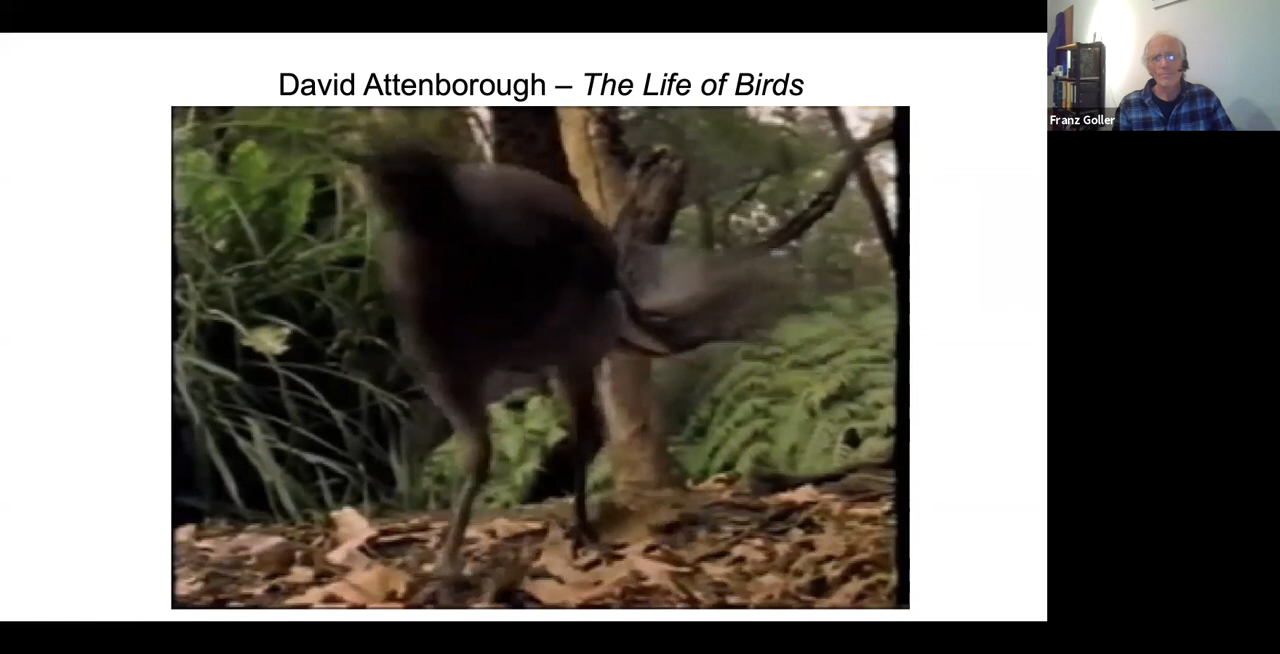 David Attenborough – The Life of Birds
Franz Goller